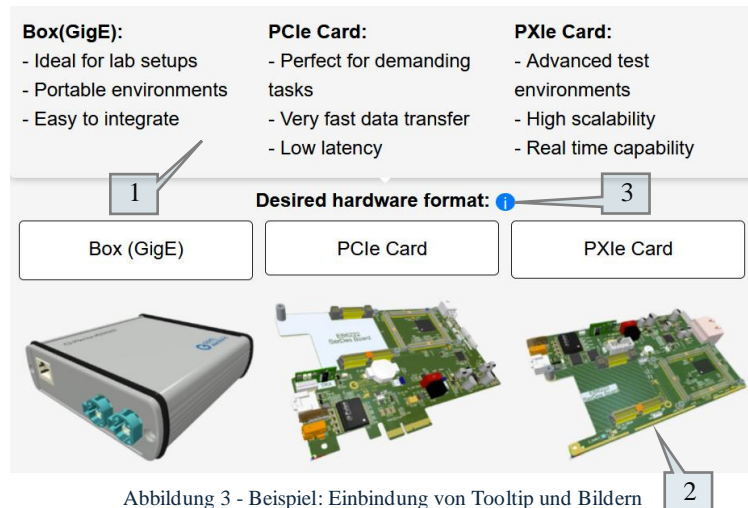 Box(GigE):
- Ideal for lab setups
- Portable environments
- Easy to integrate
PCIe Card:
- Perfect for demanding
tasks
- Very fast data transfer
- Low latency
PXIe Card:
- Advanced test
environments
- High scalability
- Real time capability
1
Desired hardware format: i
3
Box (GigE)
PCIe Card
PXIe Card
SerDes Board
2
Abbildung 3 - Beispiel: Einbindung von Tooltip und Bildern